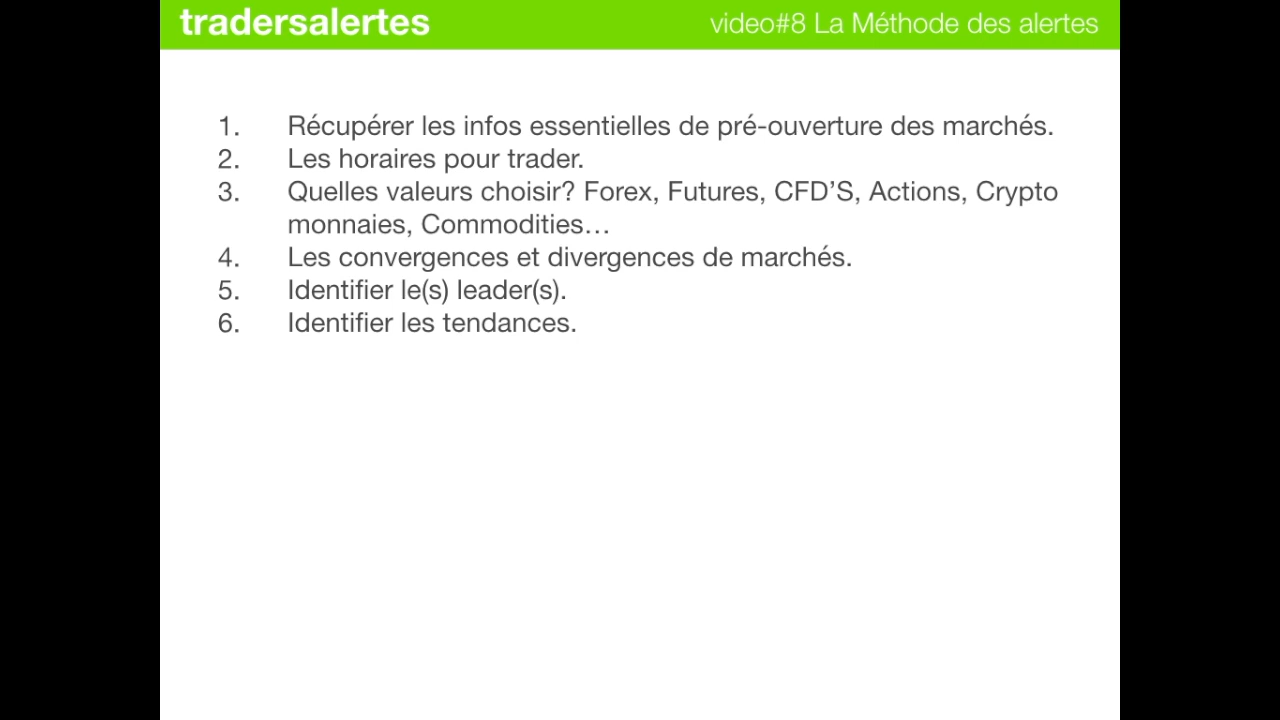 tradersalertes
video#8 La Méthode des alertes
1. Récupérer les infos essentielles de pré-ouverture des marchés.
2. Les horaires pour trader.
3. Quelles valeurs choisir? Forex, Futures, CFD’S, Actions, Crypto
monnaies, Commodities…
4. Les convergences et divergences de marchés.
5. Identifier le(s) leader(s).
6. Identifier les tendances.